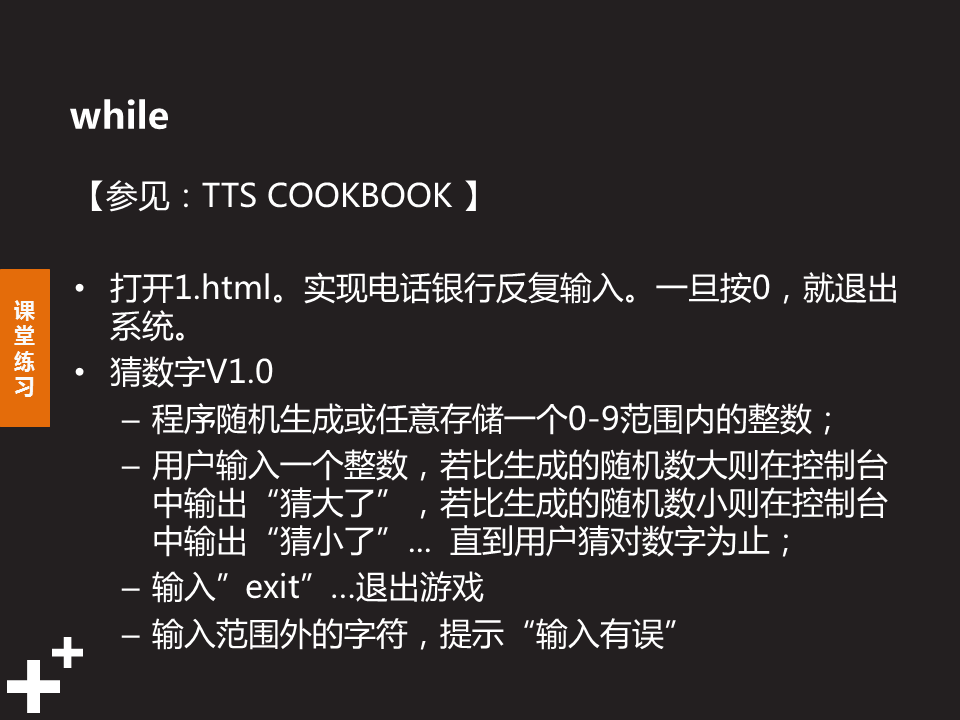 while
【参见：TTS COOKBOOK 】
课
堂
练
习
• 打开1.html。实现电话银行反复输入。一旦按0，就退出
系统。
• 猜数字V1.0
– 程序随机生成或任意存储一个0-9范围内的整数；
– 用户输入一个整数，若比生成的随机数大则在控制台
中输出“猜大了”，若比生成的随机数小则在控制台
中输出“猜小了”... 直到用户猜对数字为止；
– 输入”exit”…退出游戏
– 输入范围外的字符，提示“输入有误”